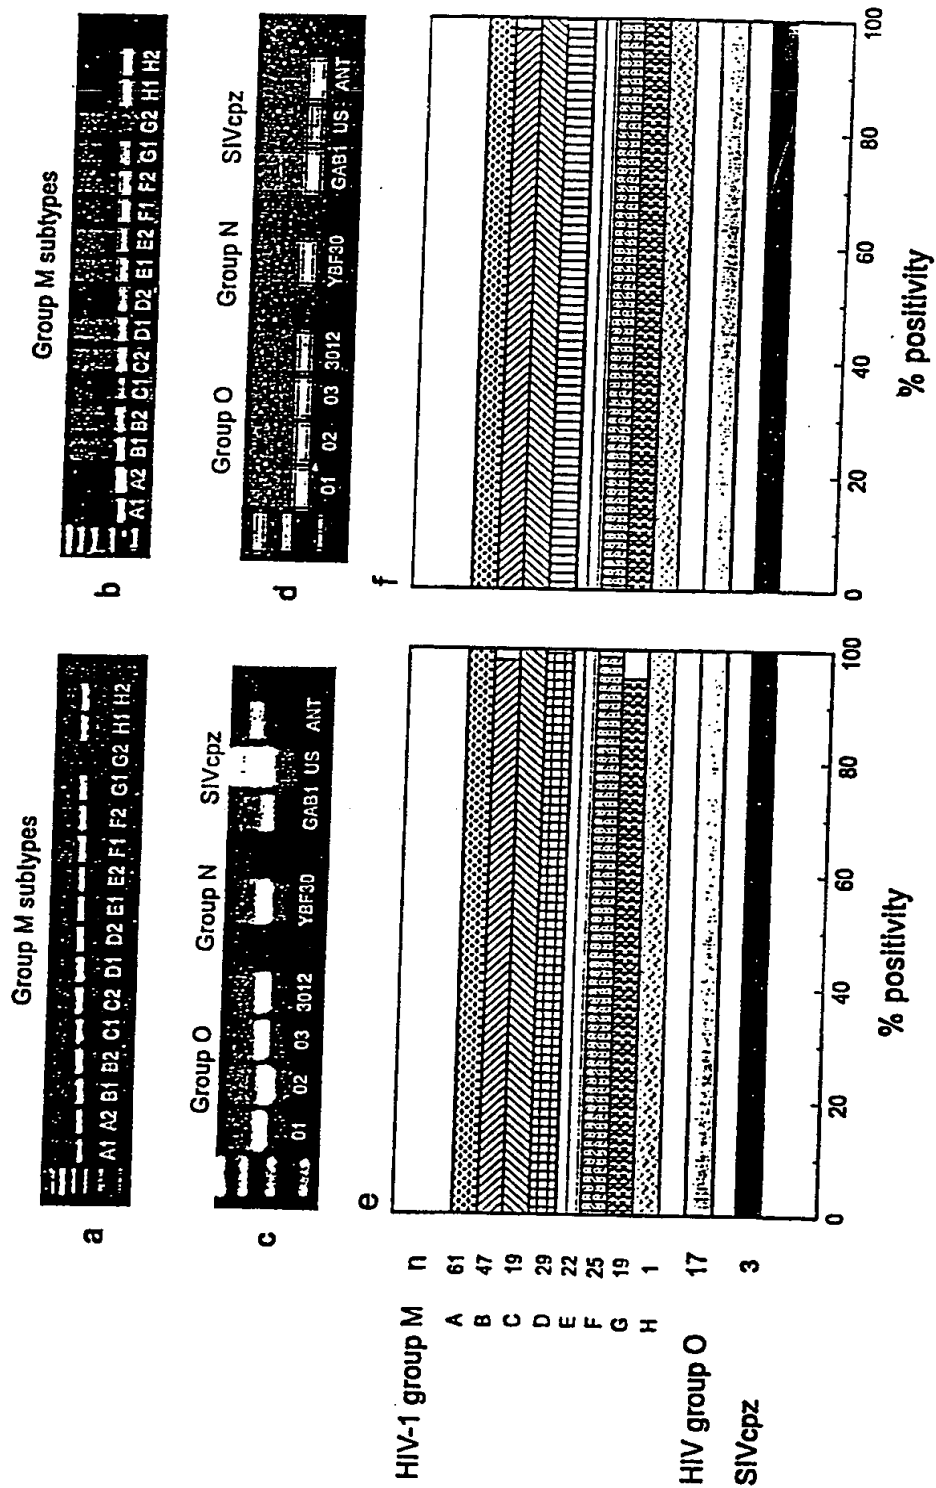 a
Group M subtypes
A1 A2 B1 B2 C1 C2 D1 D2 E1 E2 F1 F2 G1 G2 H1 H2
b
Group M subtypes
A1 A2 B1 B2 C1 C2 D1 D2 E1 E2 F1 F2 G1 G2 H1 H2
c
Group O Group N SIVcpz
01 02 03 3012 YBF30 GAB1 US ANT
d
Group O Group N SIVcpz
01 02 03 3012 YBF30 GAB1 US ANT
e
f
HIV-1 group M n
A 61
B 47
C 19
D 29
E 22
F 25
G 19
H 1
HIV group O 17
SIVcpz 3
0 20 40 60 80 100
% positivity
0 20 40 60 80 100
% positivity